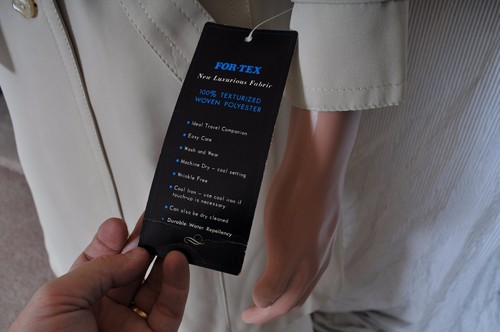 FOR-TEX
New Luxurious Fabric
100% TEXTURIZED
WOVEN POLYESTER
Ideal Travel Companion
Easy Care
Wash and Wear
Machine Dry – cool setting
Wrinkle Free
Cool Iron – use cool iron if
touch-up is necessary
Can also be dry cleaned
Durable Water Repellency